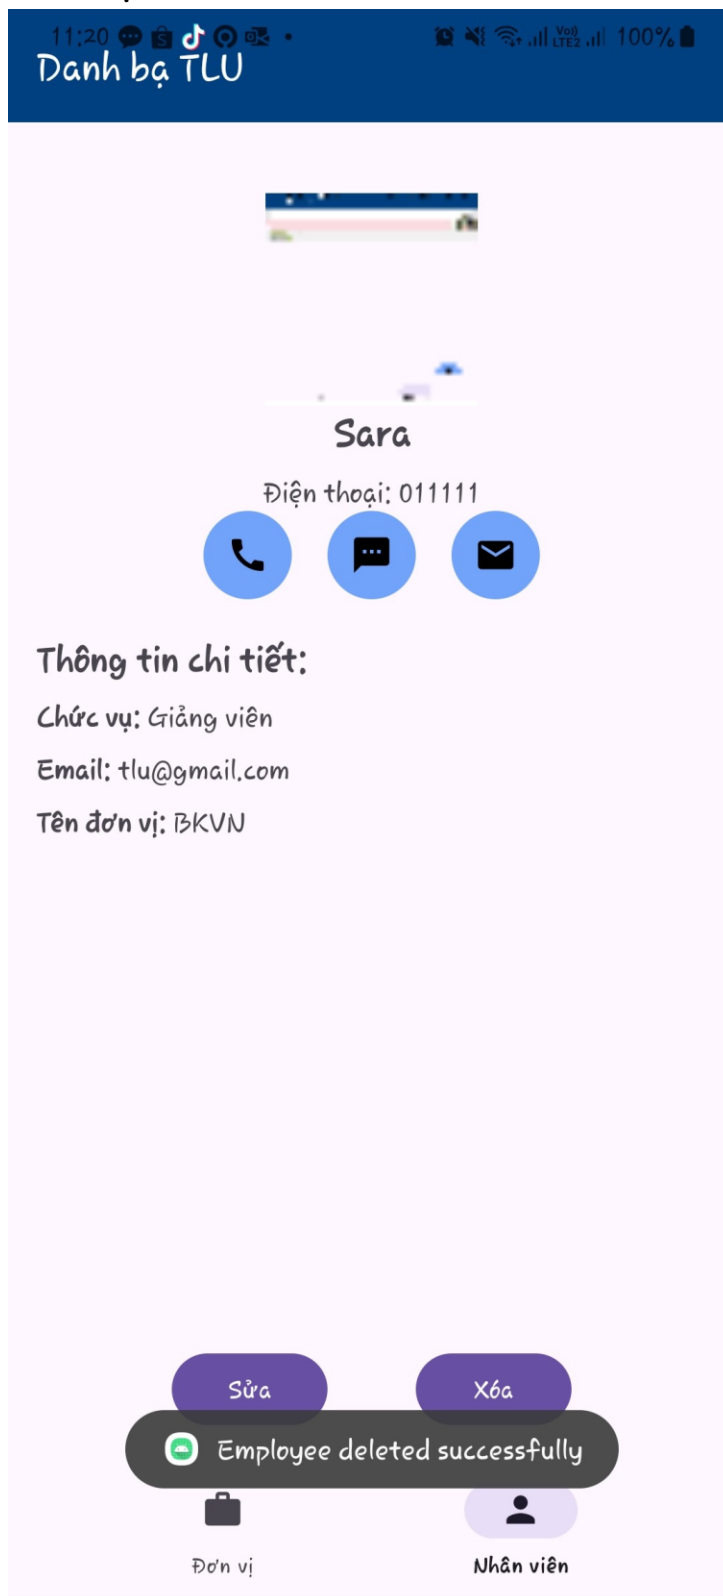 11:20 100%
Danh bạ TLU
Sara
Điện thoại: 011111
Thông tin chi tiết:
Chức vụ: Giảng viên
Email: tlu@gmail.com
Tên đơn vị: BKVN
Sửa Xóa
Employee deleted successfully
Đơn vị Nhân viên